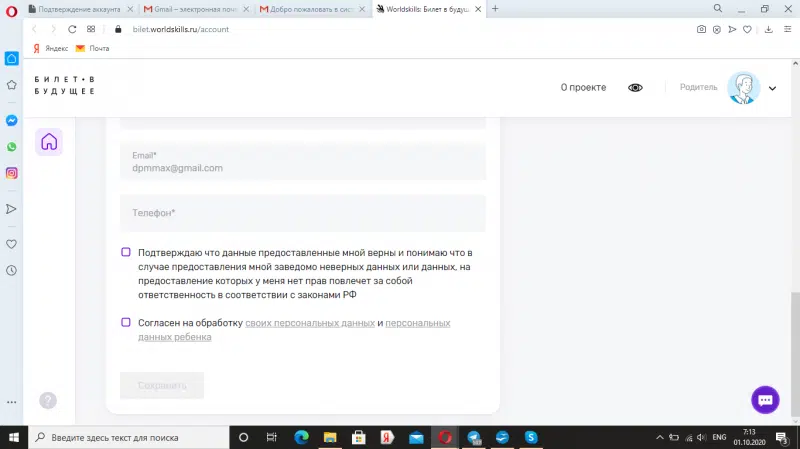 Подтверждение аккаунта
Gmail – электронная поч
Добро пожаловать в сист
Worldskills: Билет в будущ
bilet.worldskills.ru/account
Яндекс
Почта
БИЛЕТ•В
БУДУЩЕЕ
О проекте
Родитель
Email*
dpmmax@gmail.com
Телефон*
Подтверждаю что данные предоставленные мной верны и понимаю что в
случае предоставления мной заведомо неверных данных или данных, на
предоставление которых у меня нет прав повлечет за собой
ответственность в соответствии с законами РФ
Согласен на обработку своих персональных данных и персональных
данных ребенка
Сохранить
?
Введите здесь текст для поиска
ENG
7:13
01.10.2020
3